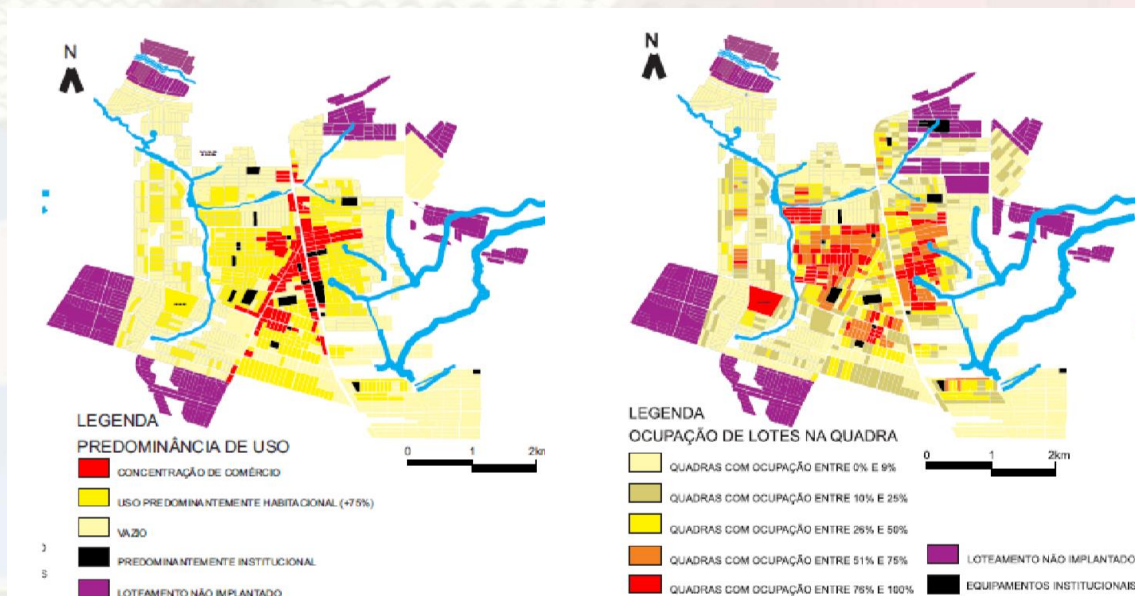 N
LEGENDA
PREDOMINÂNCIA DE USO
CONCENTRAÇÃO DE COMÉRCIO
USO PREDOMINANTEMENTE HABITACIONAL (+75%)
VAZIO
PREDOMINANTEMENTE INSTITUCIONAL
LOTEAMENTO NÃO IMPLANTADO
0 1 2km
N
LEGENDA
OCUPAÇÃO DE LOTES NA QUADRA
QUADRAS COM OCUPAÇÃO ENTRE 0% E 9%
QUADRAS COM OCUPAÇÃO ENTRE 10% E 25%
QUADRAS COM OCUPAÇÃO ENTRE 26% E 50%
QUADRAS COM OCUPAÇÃO ENTRE 51% E 75%
QUADRAS COM OCUPAÇÃO ENTRE 76% E 100%
LOTEAMENTO NÃO IMPLANTADO
EQUIPAMENTOS INSTITUCIONAIS
0 1 2km